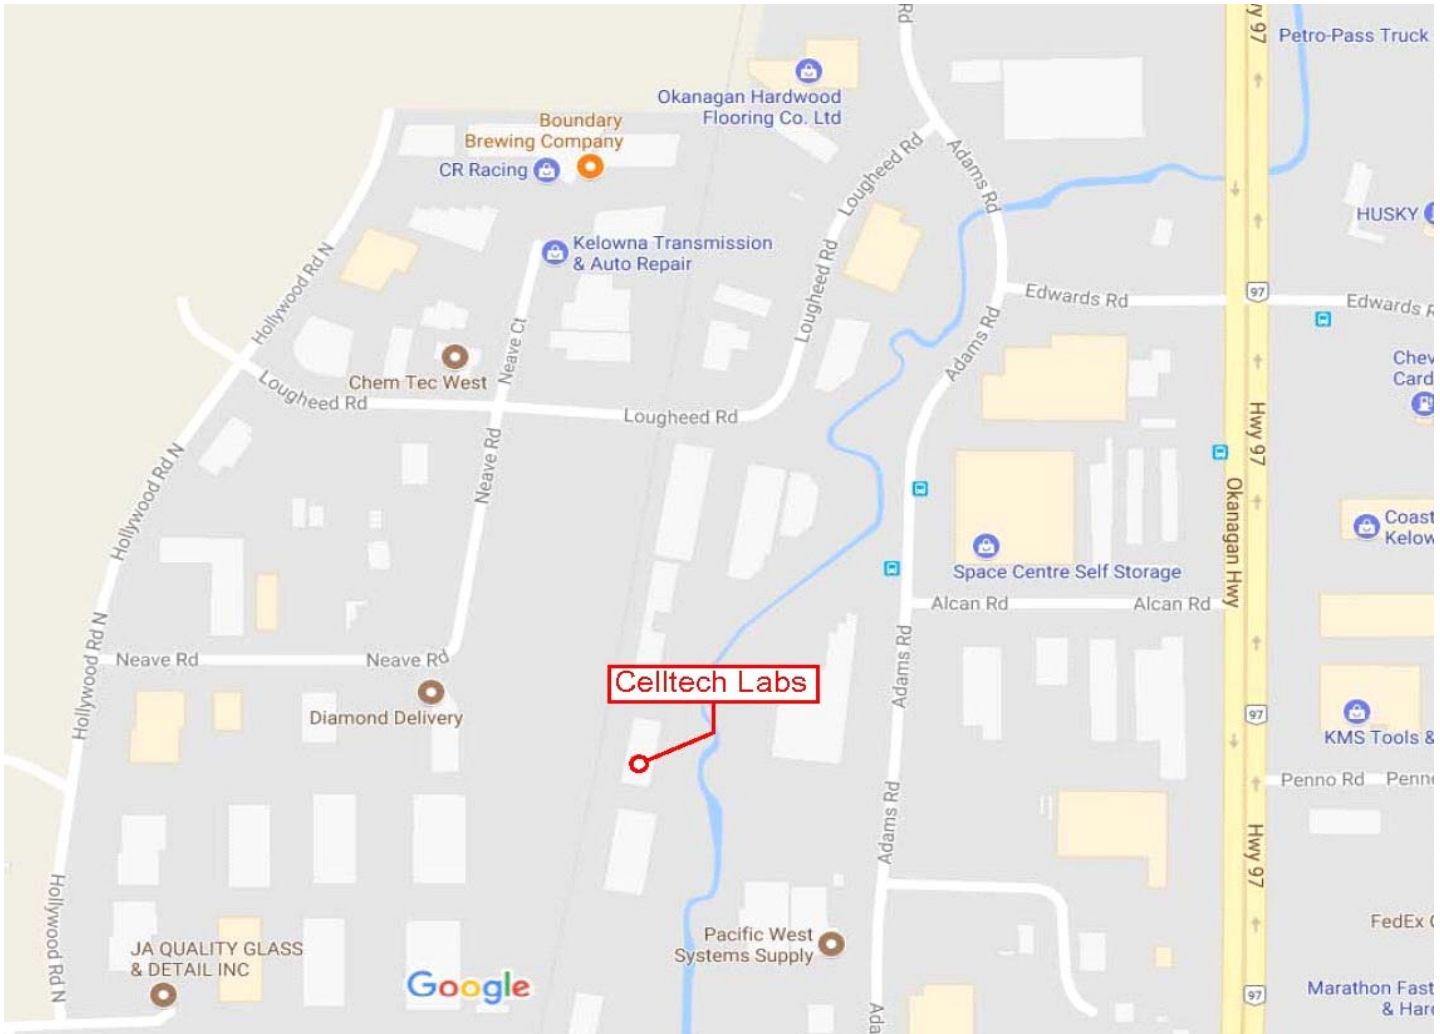 Rd
Hwy 97
Petro-Pass Truck
Okanagan Hardwood
Flooring Co. Ltd
Boundary
Brewing Company
CR Racing
Lougheed Rd
Adams Rd
HUSKY
Kelowna Transmission
& Auto Repair
Hollywood Rd N
Lougheed Rd
Edwards Rd
97
Edwards R
Neave Ct
Adams Rd
Chev
Card
Chem Tec West
Lougheed Rd
Lougheed Rd
Hwy 97
Neave Rd
Hollywood Rd N
Okanagan Hwy
Coast
Kelow
Space Centre Self Storage
Alcan Rd
Alcan Rd
Hollywood Rd N
Neave Rd
Neave Rd
Adams Rd
Celltech Labs
Diamond Delivery
97
KMS Tools &
Penno Rd
Penno
Adams Rd
Hwy 97
Hollywood Rd N
FedEx
Pacific West
Systems Supply
JA QUALITY GLASS
& DETAIL INC
Google
97
Marathon Fast
& Hard
Ada